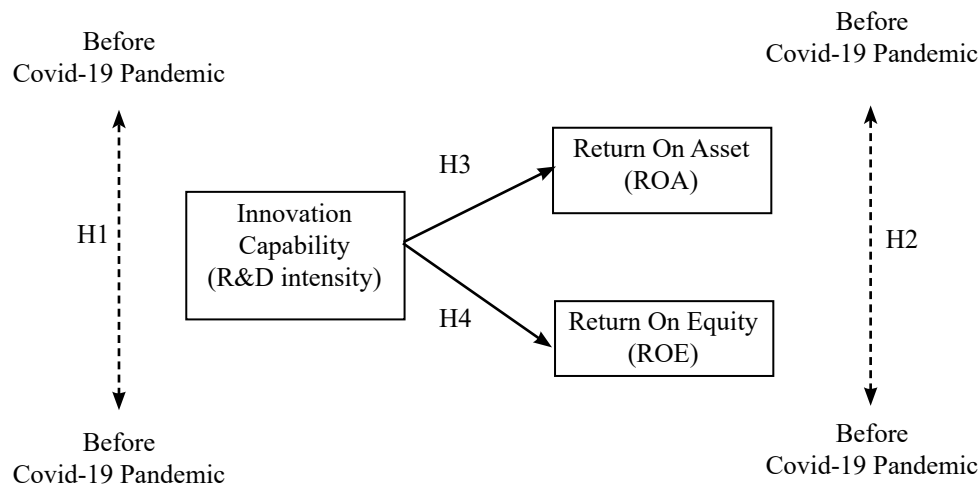 Before
Covid-19 Pandemic
Before
Covid-19 Pandemic
H1
Innovation
Capability
(R&D intensity)
H3
H4
Return On Asset
(ROA)
Return On Equity
(ROE)
H2
Before
Covid-19 Pandemic
Before
Covid-19 Pandemic